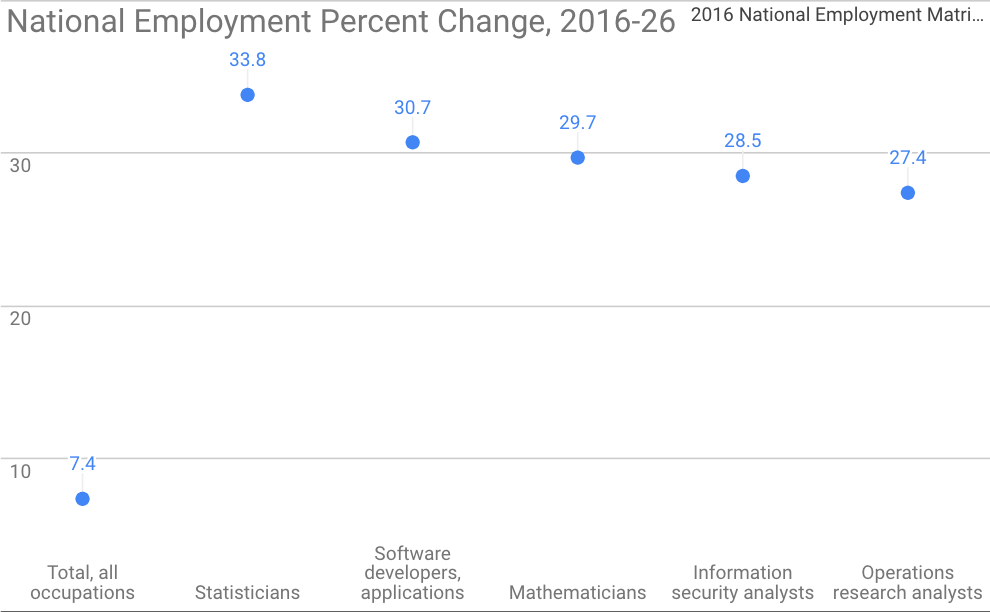 National Employment Percent Change, 2016-26
2016 National Employment Matri...
33.8
30.7
29.7
28.5
27.4
30
20
10
7.4
Total, all
occupations
Statisticians
Software
developers,
applications
Mathematicians
Information
security analysts
Operations
research analysts